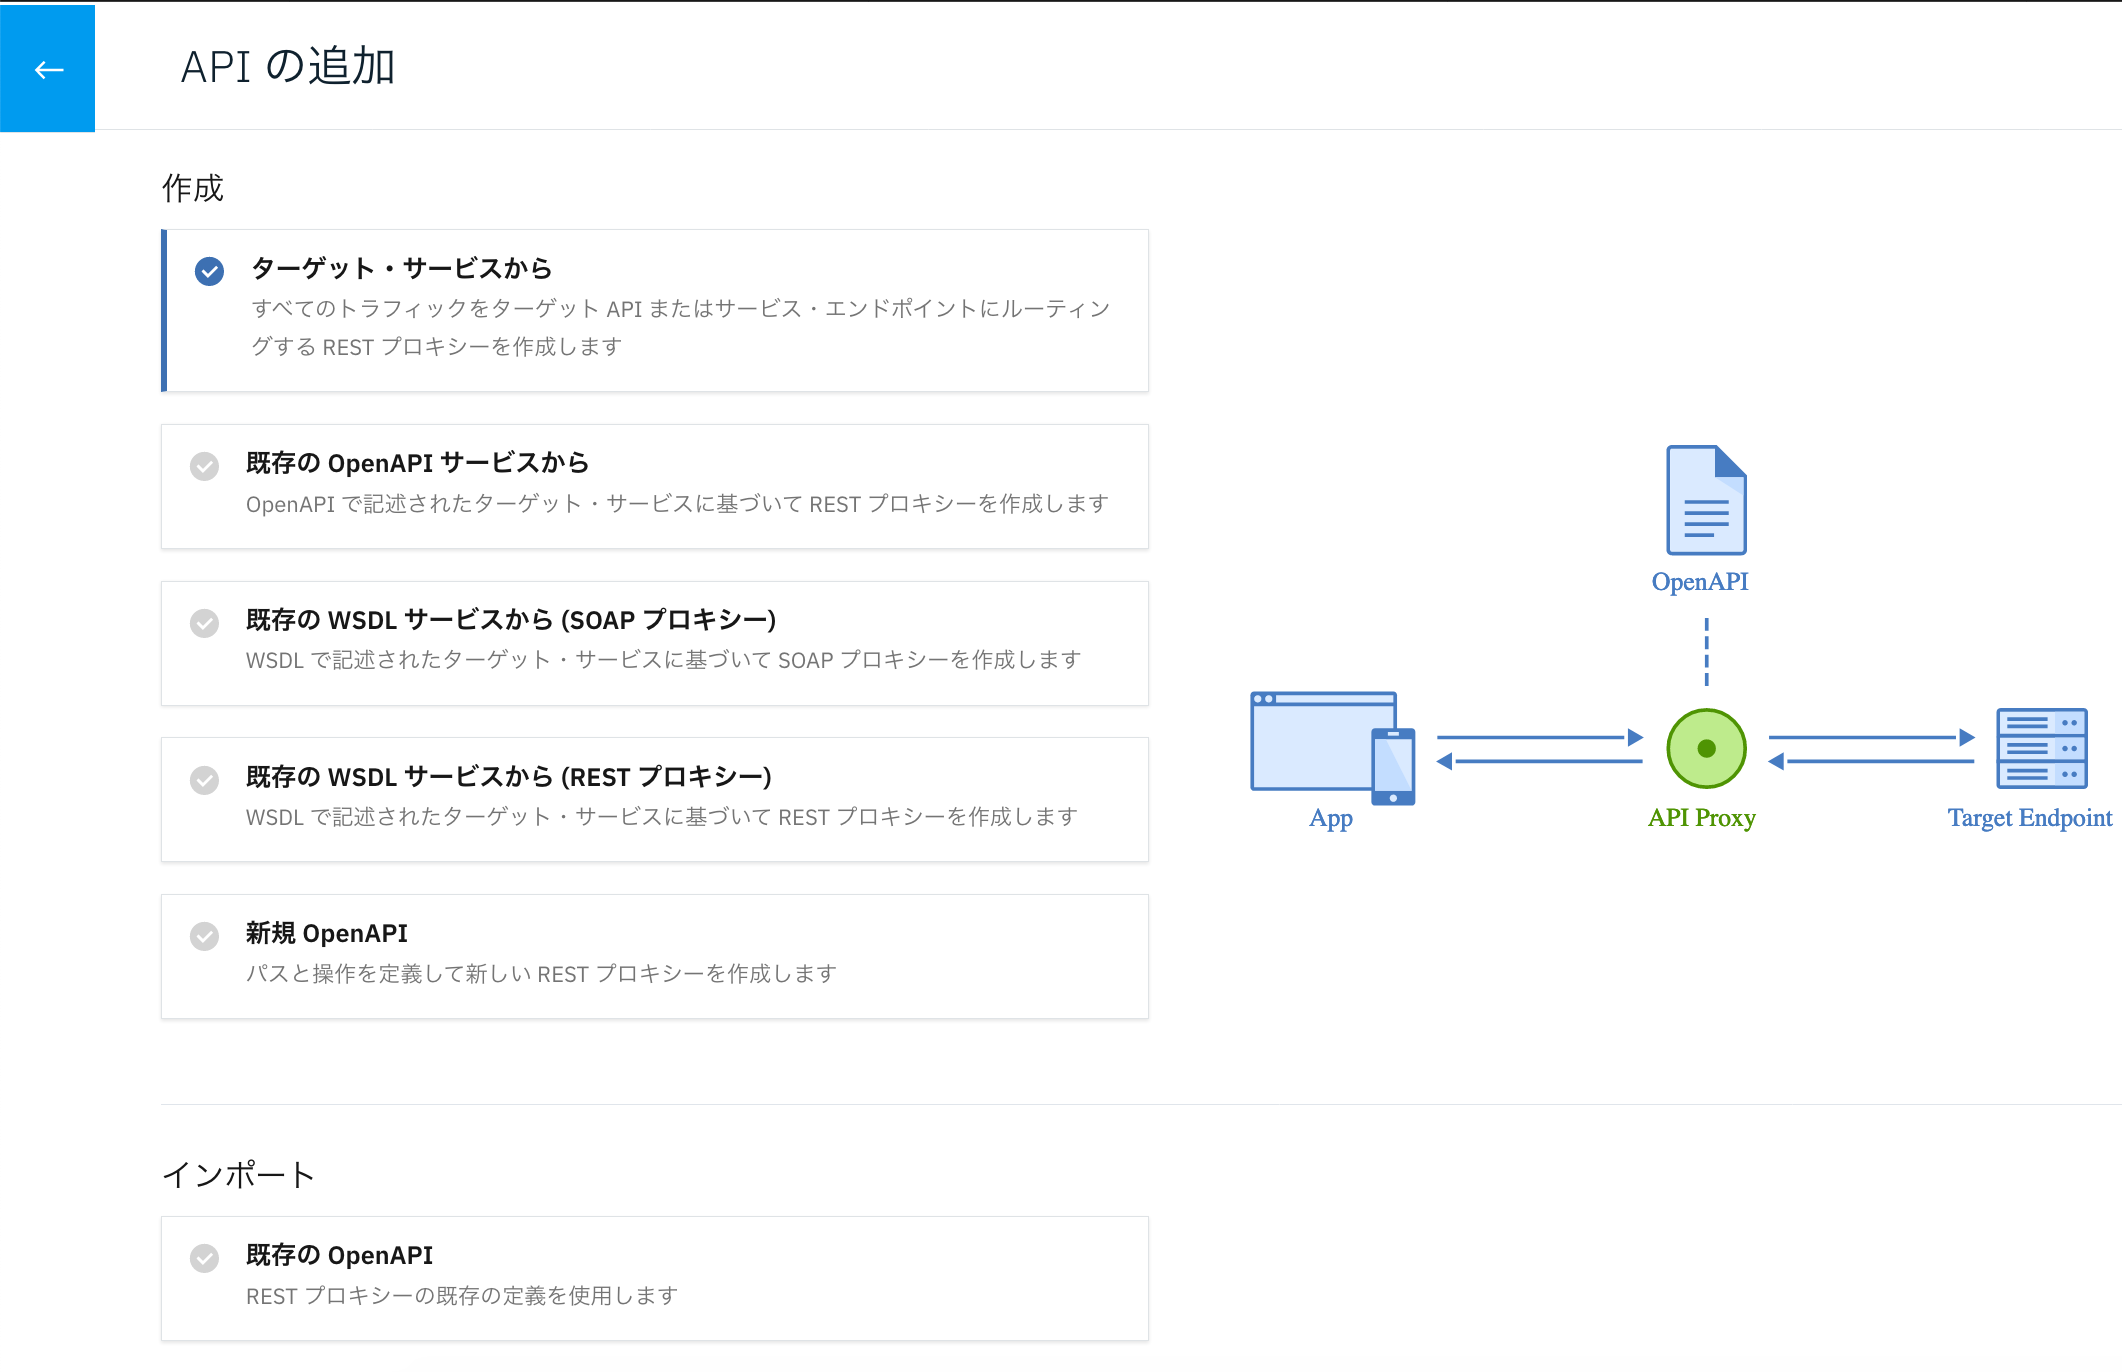 API の追加
作成
ターゲット・サービスから
すべてのトラフィックをターゲット API またはサービス・エンドポイントにルーティン
グする REST プロキシーを作成します
既存の OpenAPI サービスから
OpenAPI で記述されたターゲット・サービスに基づいて REST プロキシーを作成します
既存の WSDL サービスから (SOAP プロキシー)
WSDL で記述されたターゲット・サービスに基づいて SOAP プロキシーを作成します
既存の WSDL サービスから (REST プロキシー)
WSDL で記述されたターゲット・サービスに基づいて REST プロキシーを作成します
新規 OpenAPI
パスと操作を定義して新しい REST プロキシーを作成します
OpenAPI
App
API Proxy
Target Endpoint
インポート
既存の OpenAPI
REST プロキシーの既存の定義を使用します